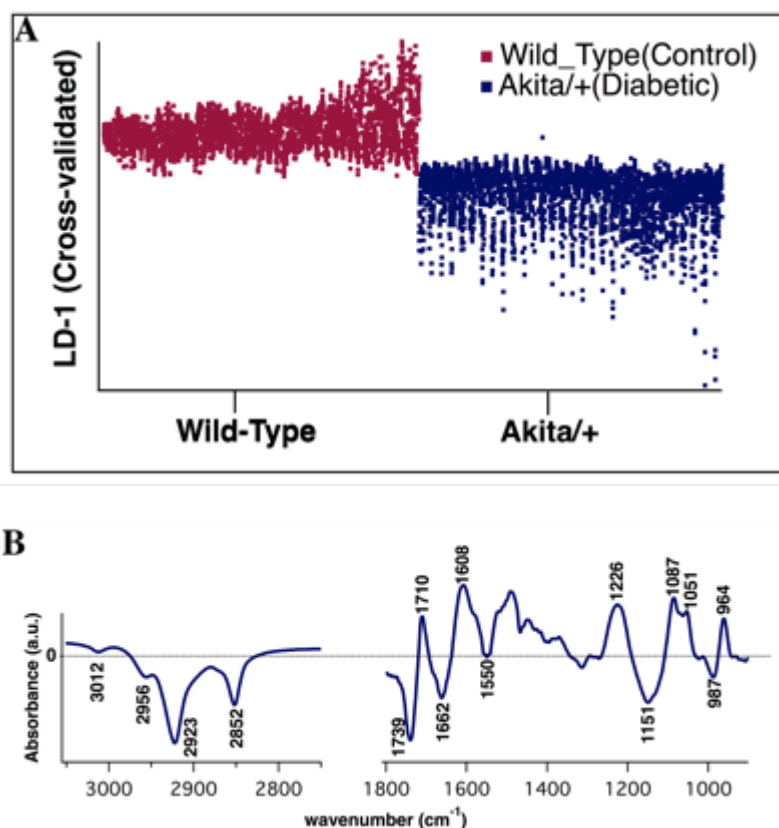 A
Wild_Type(Control)
Akita/+(Diabetic)
LD-1 (Cross-validated)
Wild-Type
Akita/+
B
Absorbance (a.u.)
0
3012
2956
2923
2852
1739
1710
1662
1608
1550
1226
1151
1087
1051
987
964
3000 2900 2800 1800 1600 1400 1200 1000
wavenumber (cm⁻¹)